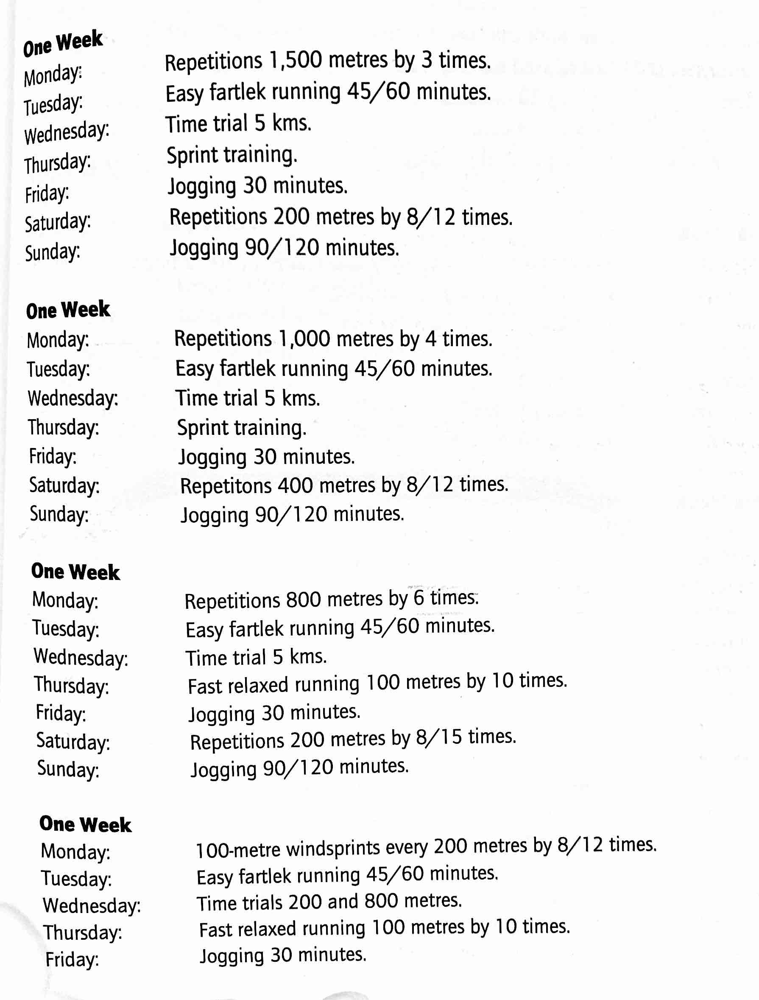 One Week
Monday: Repetitions 1,500 metres by 3 times.
Tuesday: Easy fartlek running 45/60 minutes.
Wednesday: Time trial 5 kms.
Thursday: Sprint training.
Friday: Jogging 30 minutes.
Saturday: Repetitions 200 metres by 8/12 times.
Sunday: Jogging 90/120 minutes.
One Week
Monday: Repetitions 1,000 metres by 4 times.
Tuesday: Easy fartlek running 45/60 minutes.
Wednesday: Time trial 5 kms.
Thursday: Sprint training.
Friday: Jogging 30 minutes.
Saturday: Repetitons 400 metres by 8/12 times.
Sunday: Jogging 90/120 minutes.
One Week
Monday: Repetitions 800 metres by 6 times.
Tuesday: Easy fartlek running 45/60 minutes.
Wednesday: Time trial 5 kms.
Thursday: Fast relaxed running 100 metres by 10 times.
Friday: Jogging 30 minutes.
Saturday: Repetitions 200 metres by 8/15 times.
Sunday: Jogging 90/120 minutes.
One Week
Monday: 100-metre windsprints every 200 metres by 8/12 times.
Tuesday: Easy fartlek running 45/60 minutes.
Wednesday: Time trials 200 and 800 metres.
Thursday: Fast relaxed running 100 metres by 10 times.
Friday: Jogging 30 minutes.